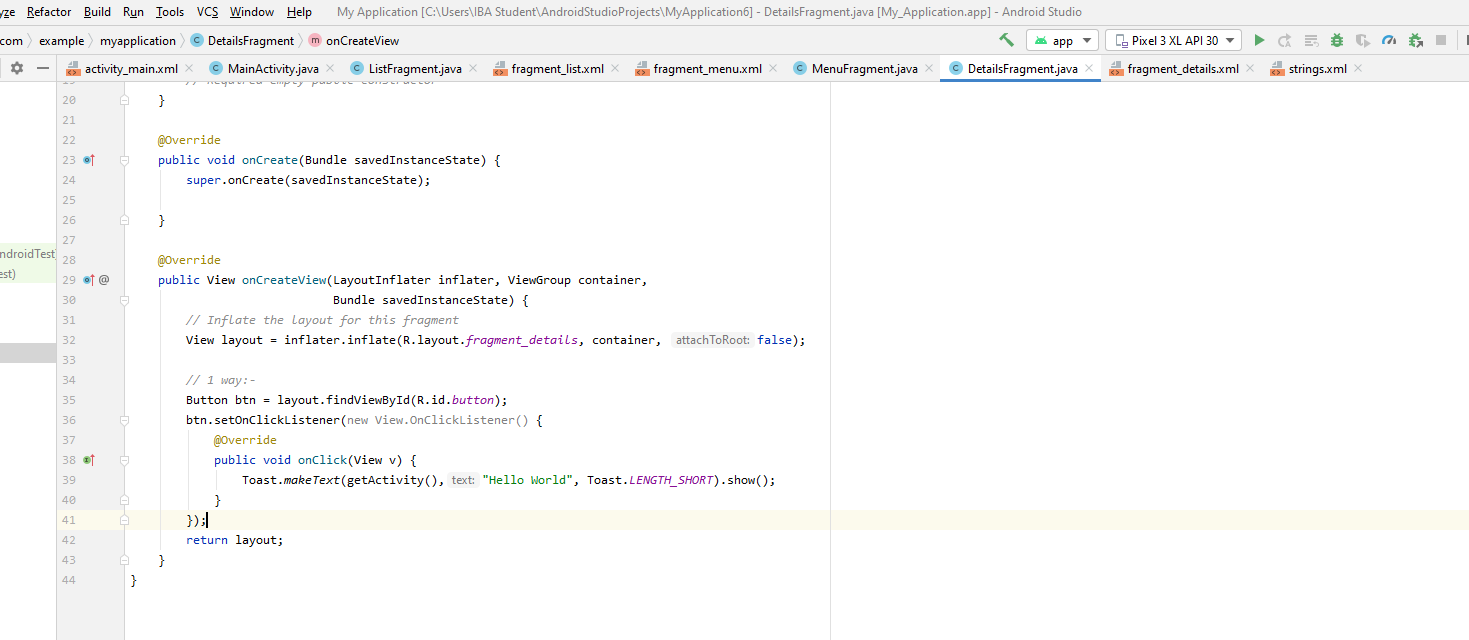 yze Refactor Build Run Tools VCS Window Help My Application [C:\Users\IBA Student\AndroidStudioProjects\MyApplication6] - DetailsFragment.java [My_Application.app] - Android Studio
com example myapplication C DetailsFragment m onCreateView app Pixel 3 XL API 30
activity_main.xml C MainActivity.java C ListFragment.java fragment_list.xml fragment_menu.xml C MenuFragment.java C DetailsFragment.java fragment_details.xml strings.xml
19 // Required empty public constructor
20 }
21
22 @Override
23 public void onCreate(Bundle savedInstanceState) {
24 super.onCreate(savedInstanceState);
25
26 }
27
ndroidTest
28 @Override
est)
29 @ public View onCreateView(LayoutInflater inflater, ViewGroup container,
30 Bundle savedInstanceState) {
31 // Inflate the layout for this fragment
32 View layout = inflater.inflate(R.layout.fragment_details, container, attachToRoot: false);
33
34 // 1 way:-
35 Button btn = layout.findViewById(R.id.button);
36 btn.setOnClickListener(new View.OnClickListener() {
37 @Override
38 public void onClick(View v) {
39 Toast.makeText(getActivity(), text: "Hello World", Toast.LENGTH_SHORT).show();
40 }
41 });
42 return layout;
43 }
44 }